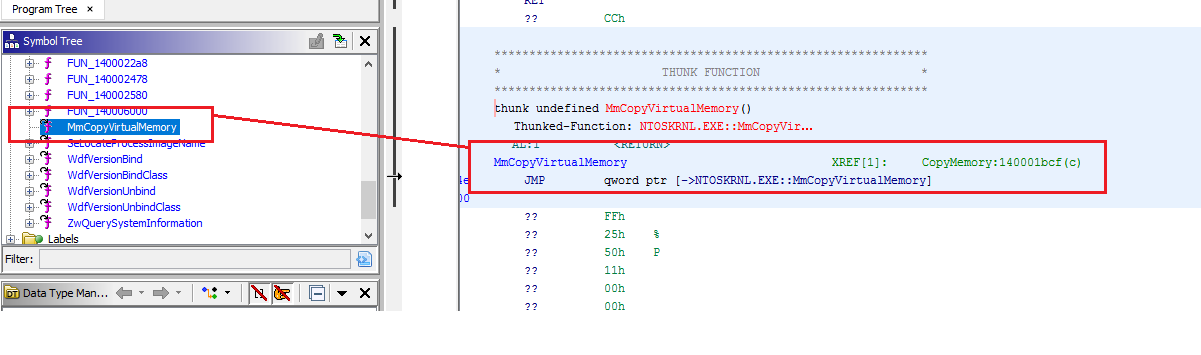 Program Tree ×
Symbol Tree
FUN_1400022a8
FUN_140002478
FUN_140002580
FUN_140006000
MmCopyVirtualMemory
SeLocateProcessImageName
WdfVersionBind
WdfVersionBindClass
WdfVersionUnbind
WdfVersionUnbindClass
ZwQuerySystemInformation
Labels
Filter:
Data Type Man...
RET
?? CCh
**************************************************************
* THUNK FUNCTION *
**************************************************************
thunk undefined MmCopyVirtualMemory()
Thunked-Function: NTOSKRNL.EXE::MmCopyVir...
AL:1 <RETURN>
MmCopyVirtualMemory XREF[1]: CopyMemory:140001bcf(c)
4e JMP qword ptr [->NTOSKRNL.EXE::MmCopyVirtualMemory]
00
?? FFh
?? 25h %
?? 50h P
?? 11h
?? 00h
?? 00h